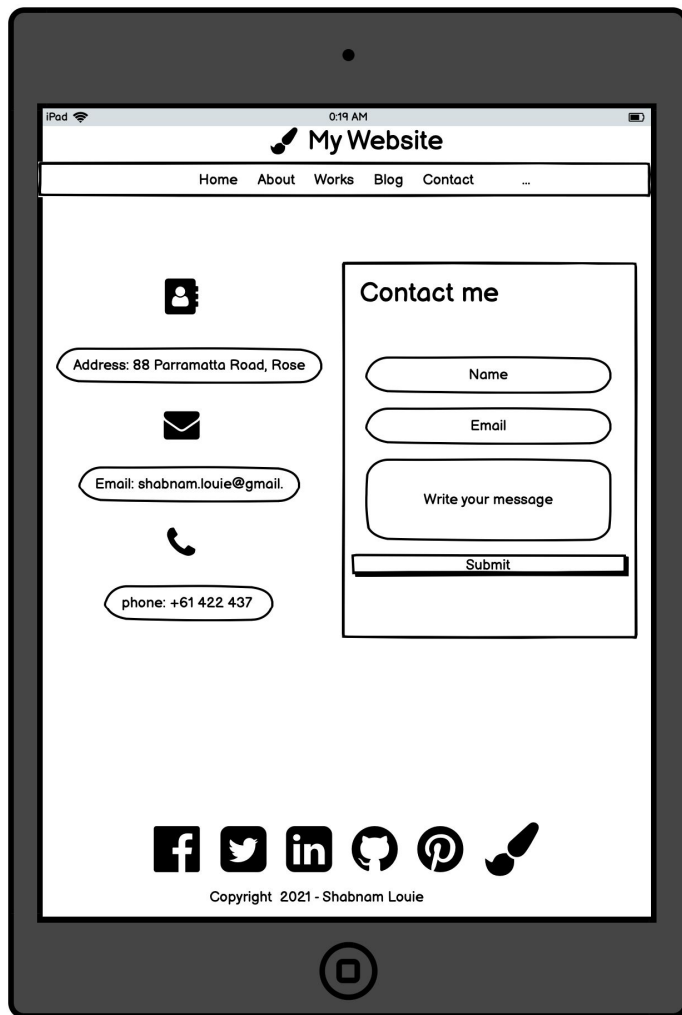 iPad 0:19 AM
My Website
Home About Works Blog Contact ...
Address: 88 Parramatta Road, Rose
Email: shabnam.louie@gmail.
phone: +61 422 437
Contact me
Name
Email
Write your message
Submit
Copyright 2021 - Shabnam Louie